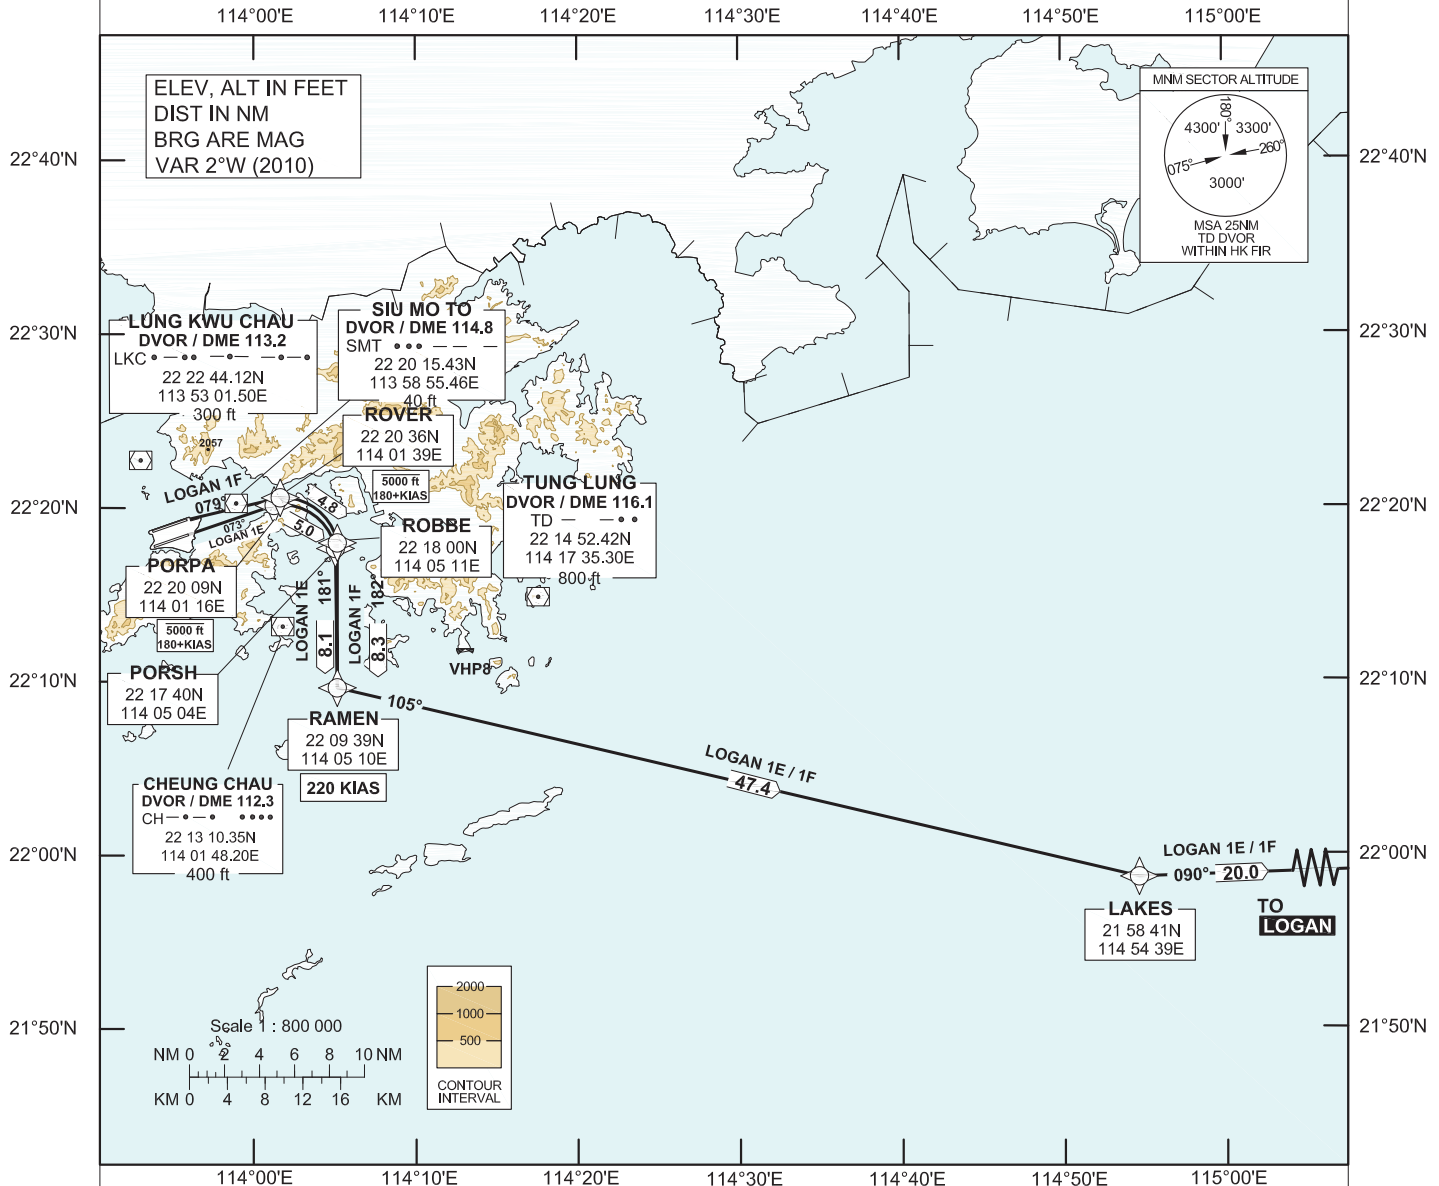 114°00'E 114°10'E 114°20'E 114°30'E 114°40'E 114°50'E 115°00'E
ELEV, ALT IN FEET
DIST IN NM
BRG ARE MAG
VAR 2°W (2010)
MNM SECTOR ALTITUDE
180°
4300' 3300'
260°
075°
3000'
MSA 25NM
TD DVOR
WITHIN HK FIR
22°40'N 22°40'N
22°30'N 22°30'N
LUNG KWU CHAU
DVOR / DME 113.2
LKC
22 22 44.12N
113 53 01.50E
300 ft
SIU MO TO
DVOR / DME 114.8
SMT
22 20 15.43N
113 58 55.46E
40 ft
ROVER
22 20 36N
114 01 39E
5000 ft
180+KIAS
2057
22°20'N 22°20'N
LOGAN 1F
079°
073°
LOGAN 1E
4.8
5.0
TUNG LUNG
DVOR / DME 116.1
TD
22 14 52.42N
114 17 35.30E
800 ft
ROBBE
22 18 00N
114 05 11E
PORPA
22 20 09N
114 01 16E
5000 ft
180+KIAS
LOGAN 1E
181°
8.1
LOGAN 1F
182°
8.3
VHP8
PORSH
22 17 40N
114 05 04E
22°10'N 22°10'N
105°
RAMEN
22 09 39N
114 05 10E
220 KIAS
LOGAN 1E / 1F
47.4
CHEUNG CHAU
DVOR / DME 112.3
CH
22 13 10.35N
114 01 48.20E
400 ft
22°00'N 22°00'N
LOGAN 1E / 1F
090° 20.0
TO
LOGAN
LAKES
21 58 41N
114 54 39E
21°50'N 21°50'N
Scale 1 : 800 000
NM 0 2 4 6 8 10 NM
KM 0 4 8 12 16 KM
2000
1000
500
CONTOUR
INTERVAL
114°00'E 114°10'E 114°20'E 114°30'E 114°40'E 114°50'E 115°00'E